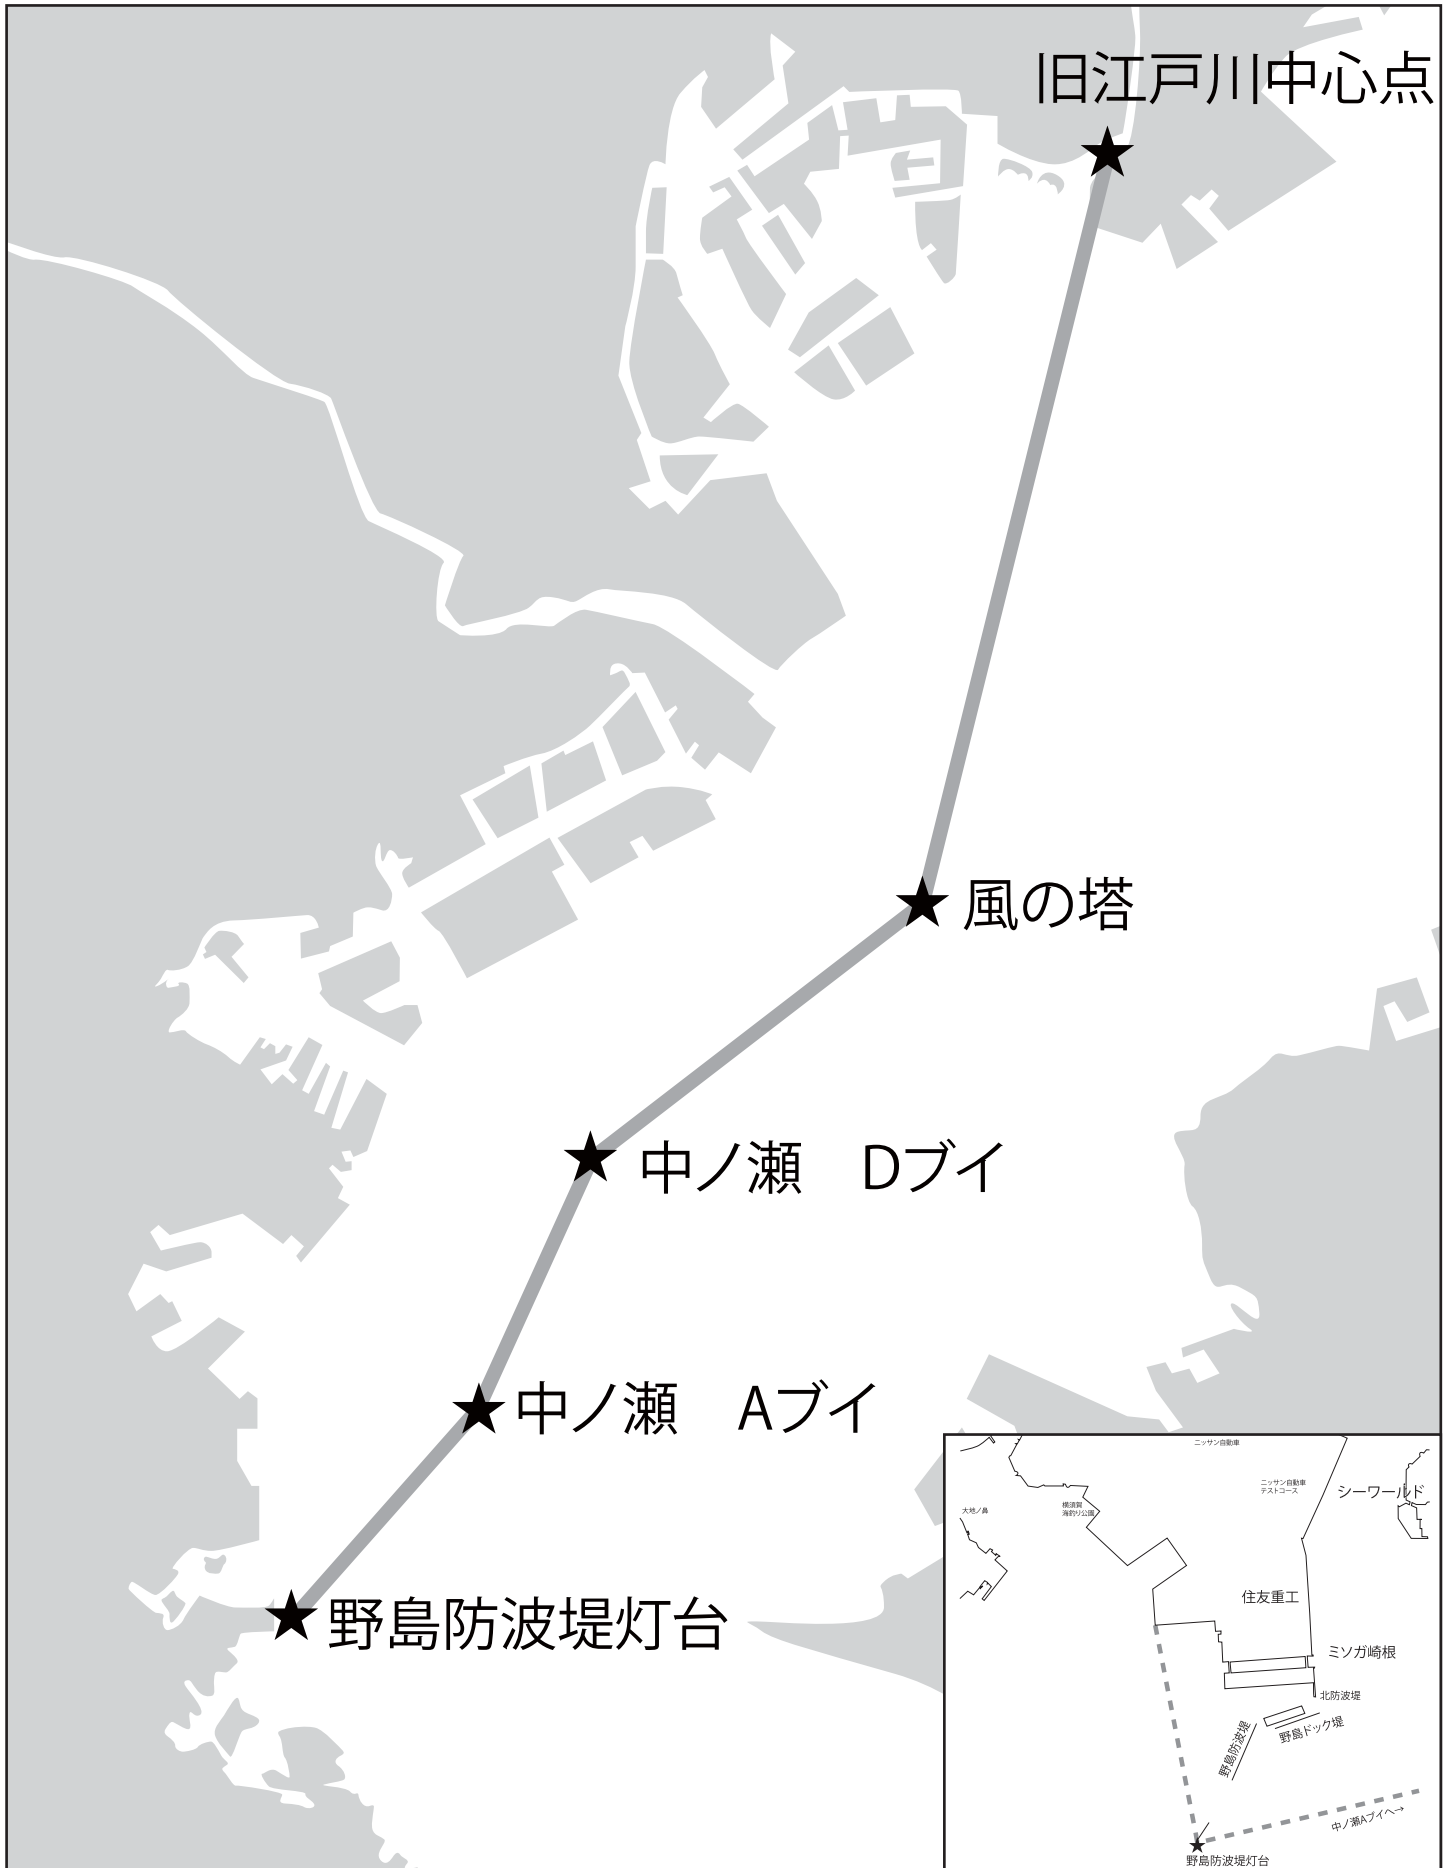 旧江戸川中心点
風の塔
中ノ瀬　Dブイ
中ノ瀬　Aブイ
野島防波堤灯台
ニッサン自動車
ニッサン自動車
テストコース
シーワールド
大地ノ鼻
横須賀
海釣り公園
住友重工
ミソガ崎根
北防波堤
野島ドック堤
野島防波堤
中ノ瀬Aブイへ→
野島防波堤灯台